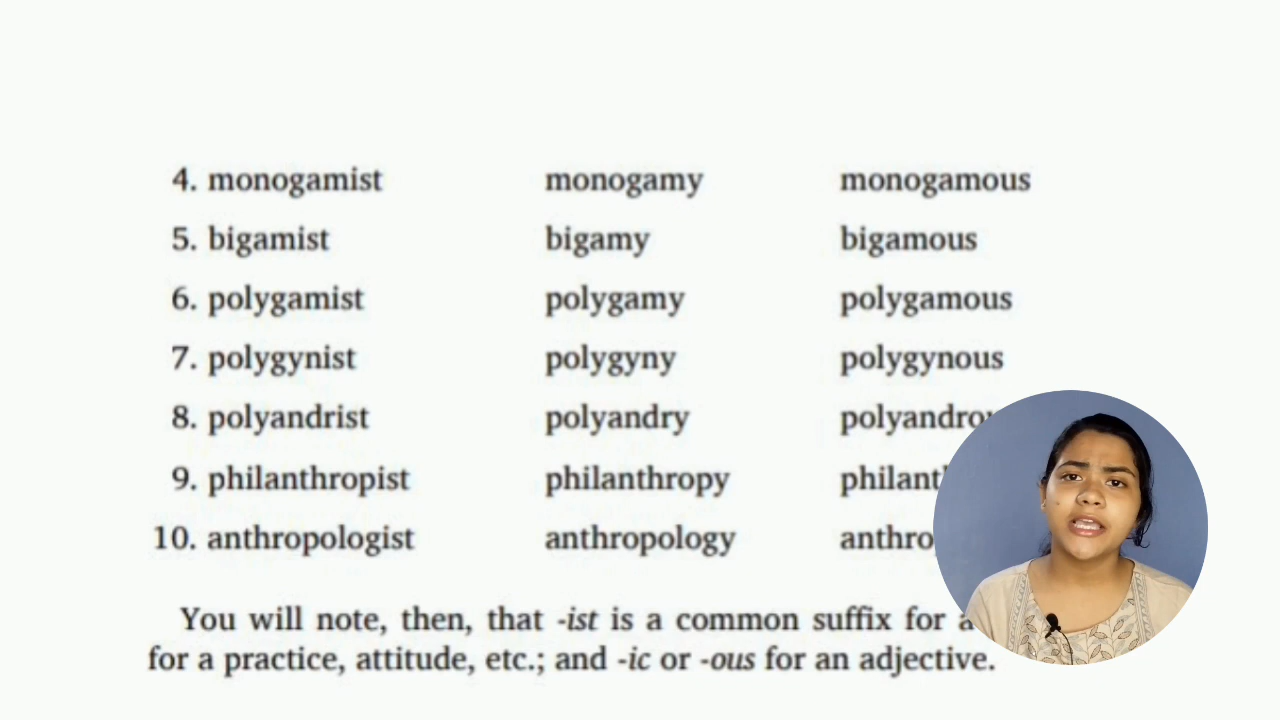 4. monogamist monogamy monogamous
5. bigamist bigamy bigamous
6. polygamist polygamy polygamous
7. polygynist polygyny polygynous
8. polyandrist polyandry
9. philanthropist philanthropy
10. anthropologist anthropology
You will note, then, that -ist is a common suffix for
for a practice, attitude, etc.; and -ic or -ous for an adjective.